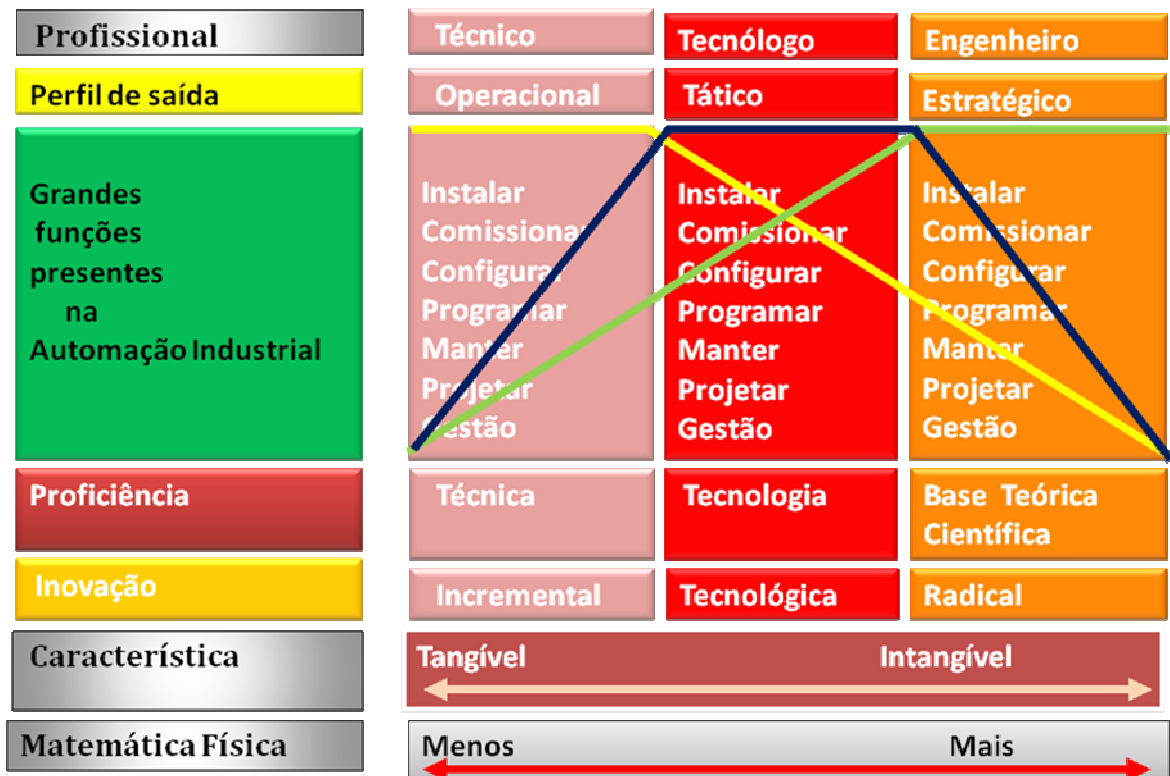 Profissional
Técnico
Tecnólogo
Engenheiro
Perfil de saída
Operacional
Tático
Estratégico
Grandes
funções
presentes
na
Automação Industrial
Instalar
Comissionar
Configurar
Programar
Manter
Projetar
Gestão
Instalar
Comissionar
Configurar
Programar
Manter
Projetar
Gestão
Instalar
Comissionar
Configurar
Programar
Manter
Projetar
Gestão
Proficiência
Técnica
Tecnologia
Base Teórica
Científica
Inovação
Incremental
Tecnológica
Radical
Característica
Tangível
Intangível
Matemática Física
Menos
Mais